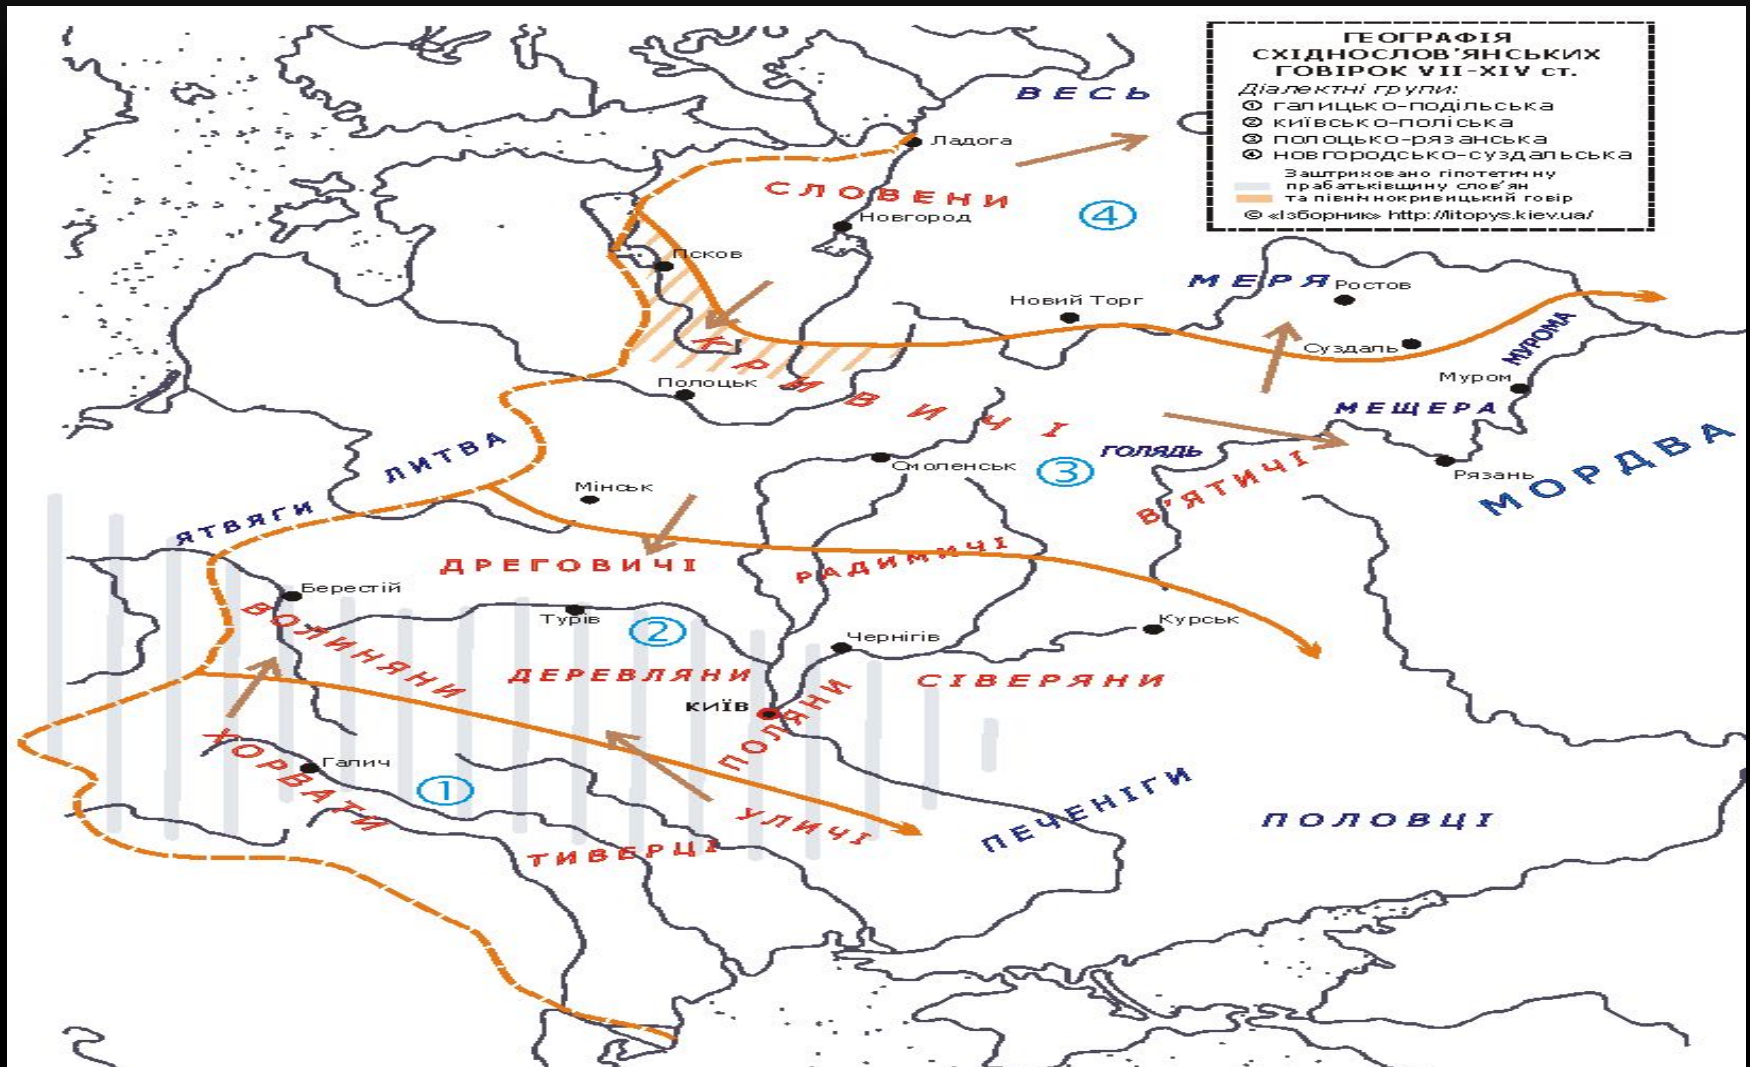 ГЕОГРАФІЯ
СХІДНОСЛОВ'ЯНСЬКИХ
ГОВІРОК VII-XIV ст.
Діалектні групи:
① галицько-подільська
② київсько-поліська
③ полоцько-рязанська
④ новгородсько-суздальська
Заштриховано гіпотетичну
прабатьківщину слов'ян
та північнокривицький говір
© «Ізборник» http://litopys.kiev.ua/
ВЕСЬ
Ладога
СЛОВЕНИ
Новгород
④
Псков
МЕРЯ
Ростов
Новий Торг
Суздаль
МУРОМА
Муром
КРИВИЧІ
Полоцьк
МЕЩЕРА
МОРДВА
ЛИТВА
ГОЛЯДЬ
Смоленськ
③
В'ЯТИЧІ
Рязань
Мінськ
ЯТВЯГИ
ДРЕГОВИЧІ
РАДИМИЧІ
Берестій
ВОЛИНЯНИ
Турів
②
Чернігів
Курськ
ДЕРЕВЛЯНИ
СІВЕРЯНИ
КИЇВ
ПОЛЯНИ
ХОРВАТИ
Галич
①
УЛИЧІ
ПЕЧЕНІГИ
ПОЛОВЦІ
ТИВЕРЦІ